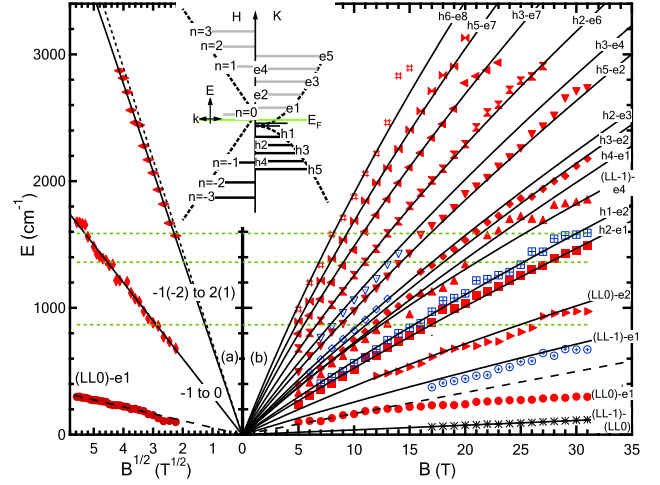 3400
3000
2000
1000
0
E (cm⁻¹)
5
4
3
2
1
B^1/2 (T^1/2)
(LL0)-e1
-1 to 0
-1(-2) to 2(1)
(a)
(b)
0
5
10
15
20
25
30
35
B (T)
H
K
n=3
n=2
n=1
n=0
n=-1
n=-2
n=-3
E
k
E_F
e5
e4
e3
e2
e1
h1
h2
h3
h4
h5
h6-e8
h5-e7
h3-e7
h2-e6
h3-e4
h5-e2
h2-e3
h3-e2
h4-e1
(LL-1)-
e4
h1-e2
h2-e1
(LL0)-e2
(LL-1)-e1
(LL0)-e1
(LL-1)-
(LL0)